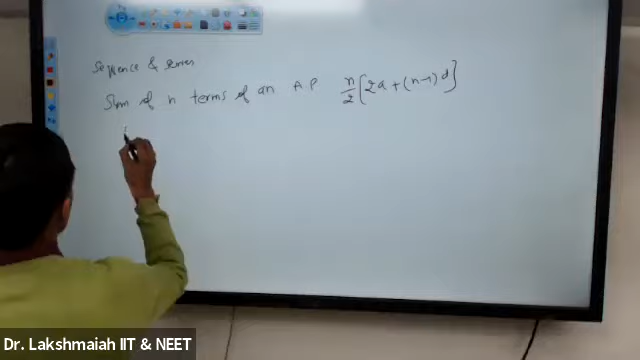 Sequence & Series
Sum of n terms of an A.P n/2[2a+(n-1)d]
Dr. Lakshmaiah IIT & NEET